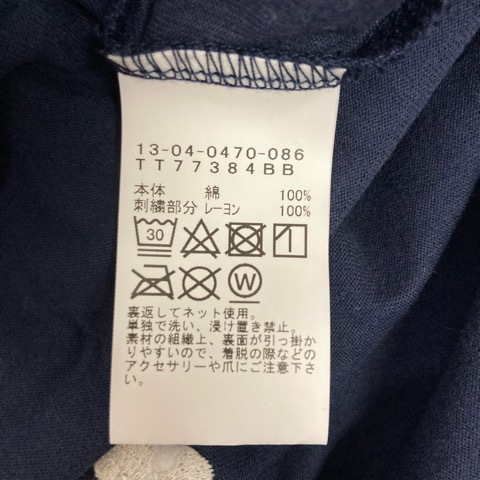 13-04-0470-086
TT77384BB
本体 綿 100%
刺繍部分 レーヨン 100%
30
W
裏返してネット使用。
単独で洗い、浸け置き禁止。
素材の組織上、裏面が引っ掛か
りやすいので、着脱の際などの
アクセサリーや爪にご注意下さ
い。